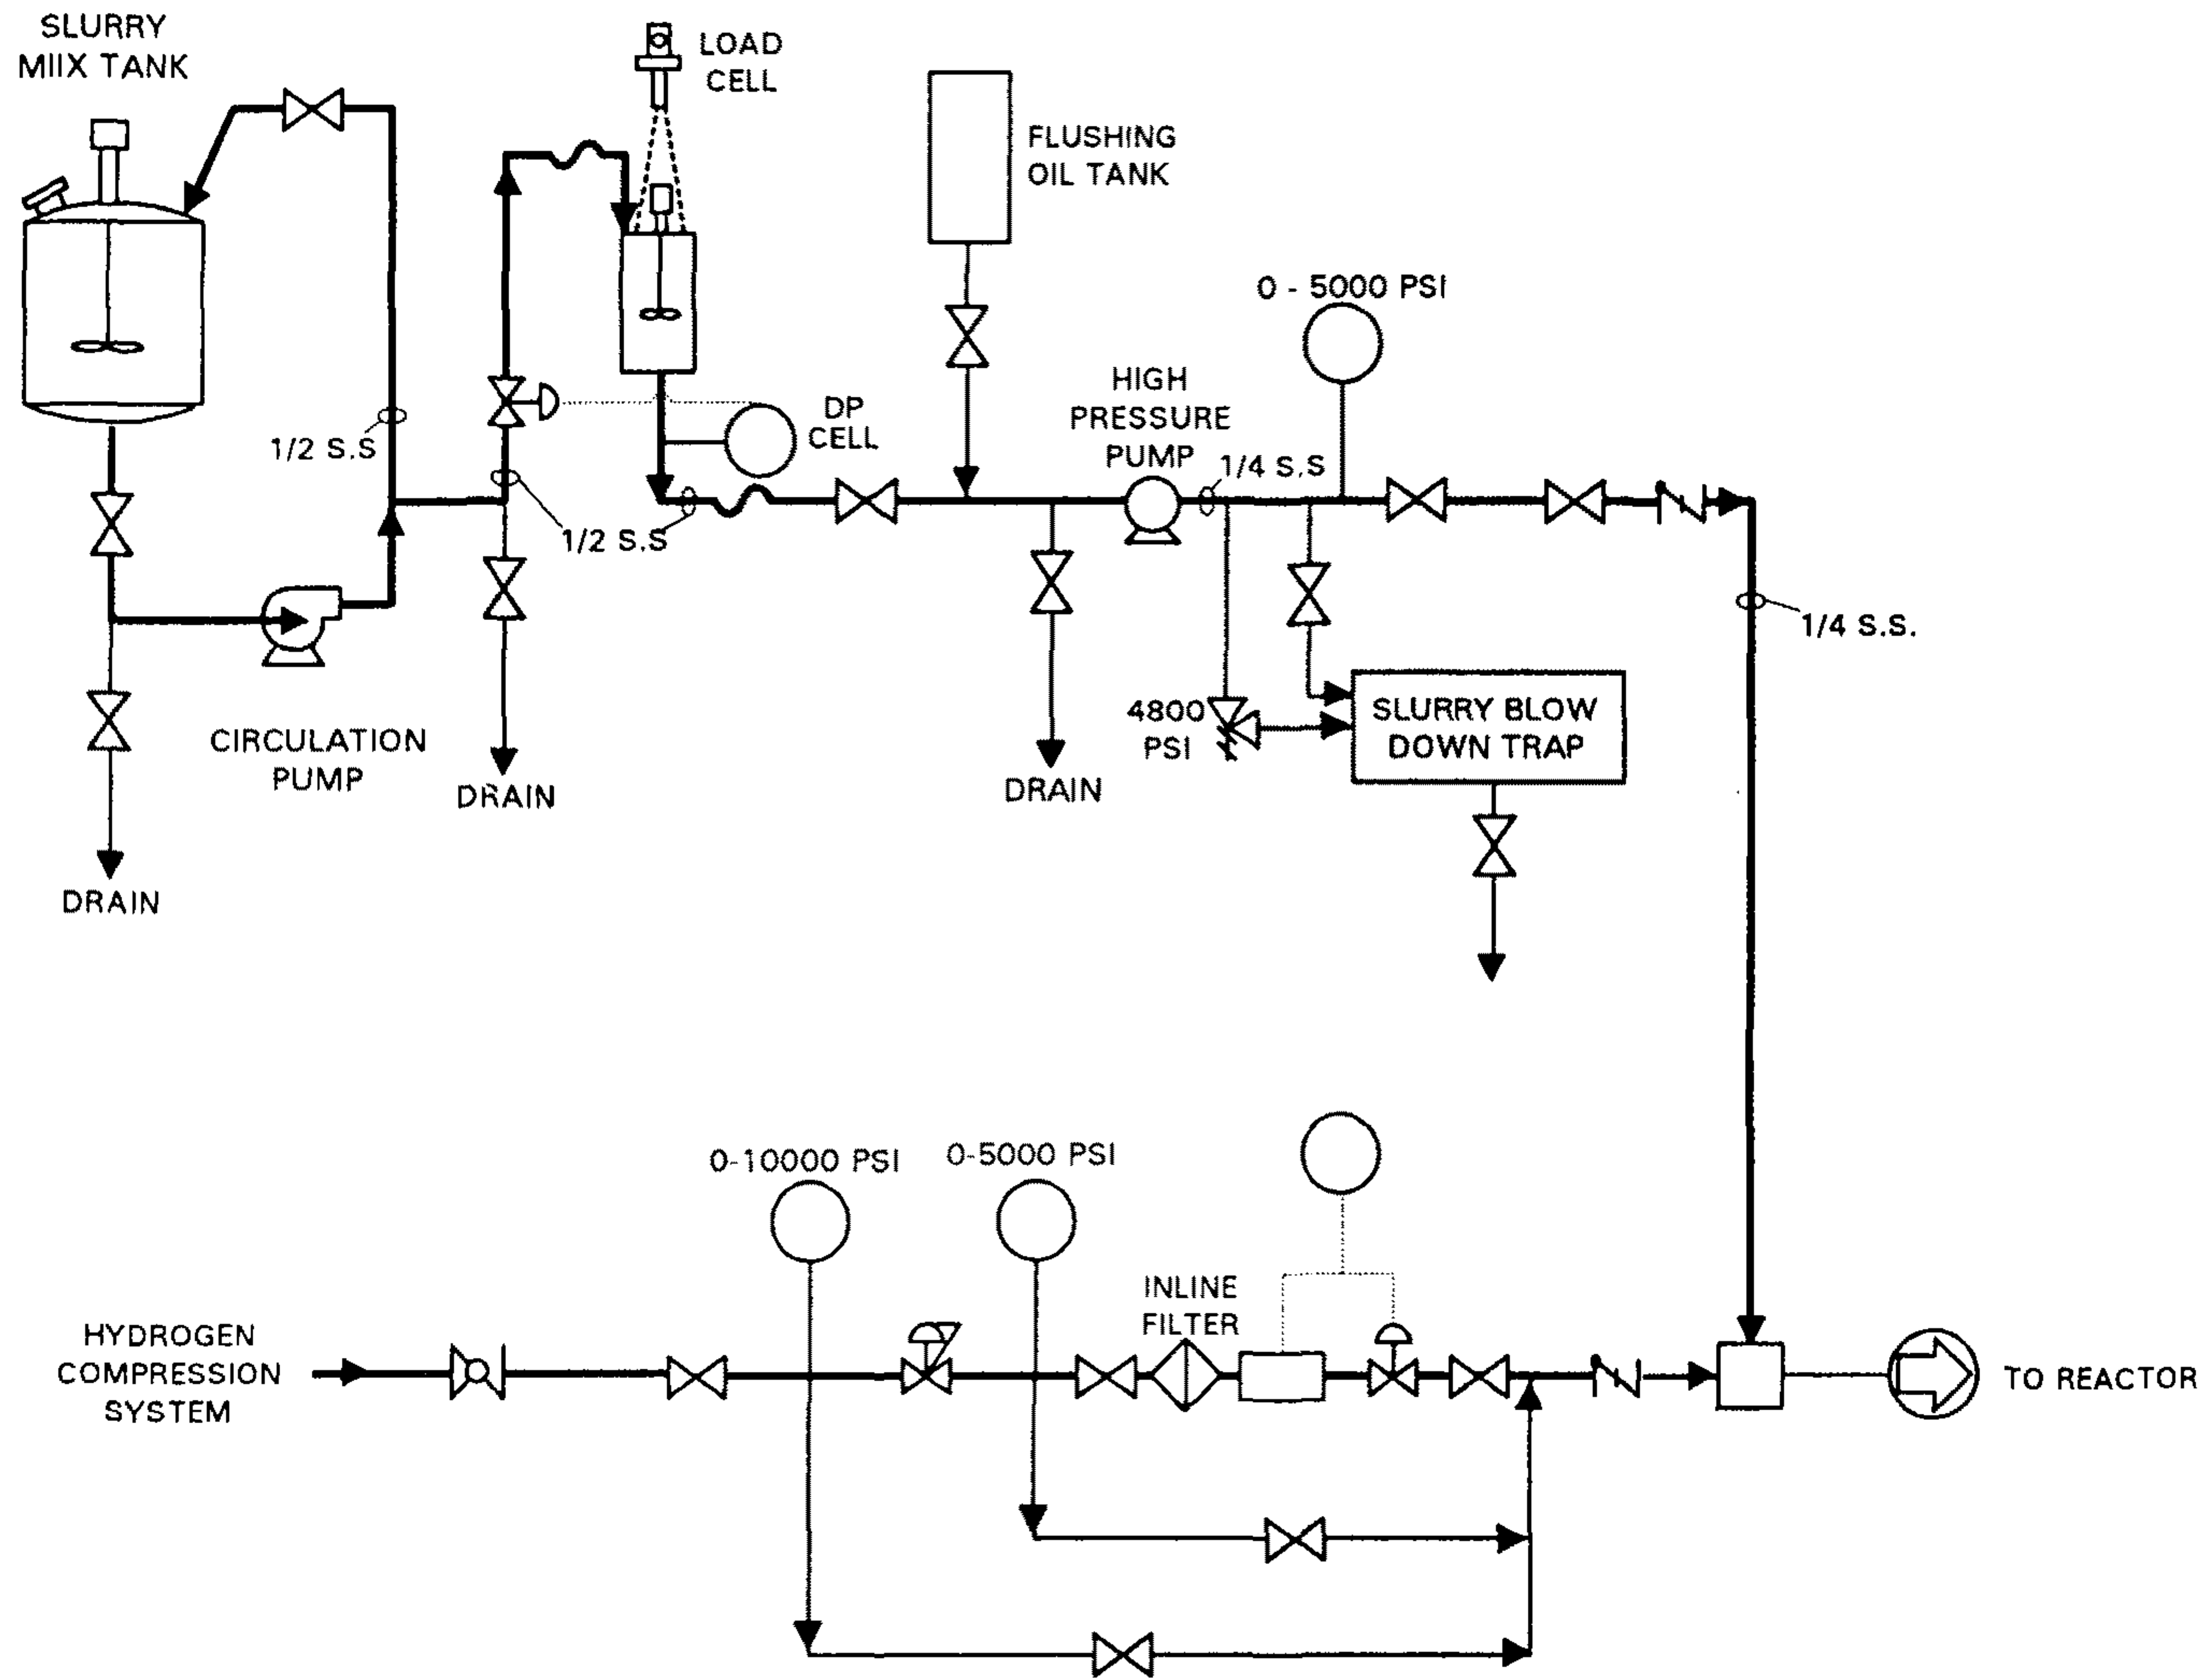 SLURRY
MIIX TANK
LOAD
CELL
FLUSHING
OIL TANK
0 - 5000 PSI
HIGH
PRESSURE
PUMP
DP
CELL
1/2 S.S
1/4 S.S
1/2 S.S
1/4 S.S.
4800
PSI
SLURRY BLOW
DOWN TRAP
CIRCULATION
PUMP
DRAIN
DRAIN
DRAIN
0-10000 PSI
0-5000 PSI
INLINE
FILTER
HYDROGEN
COMPRESSION
SYSTEM
TO REACTOR